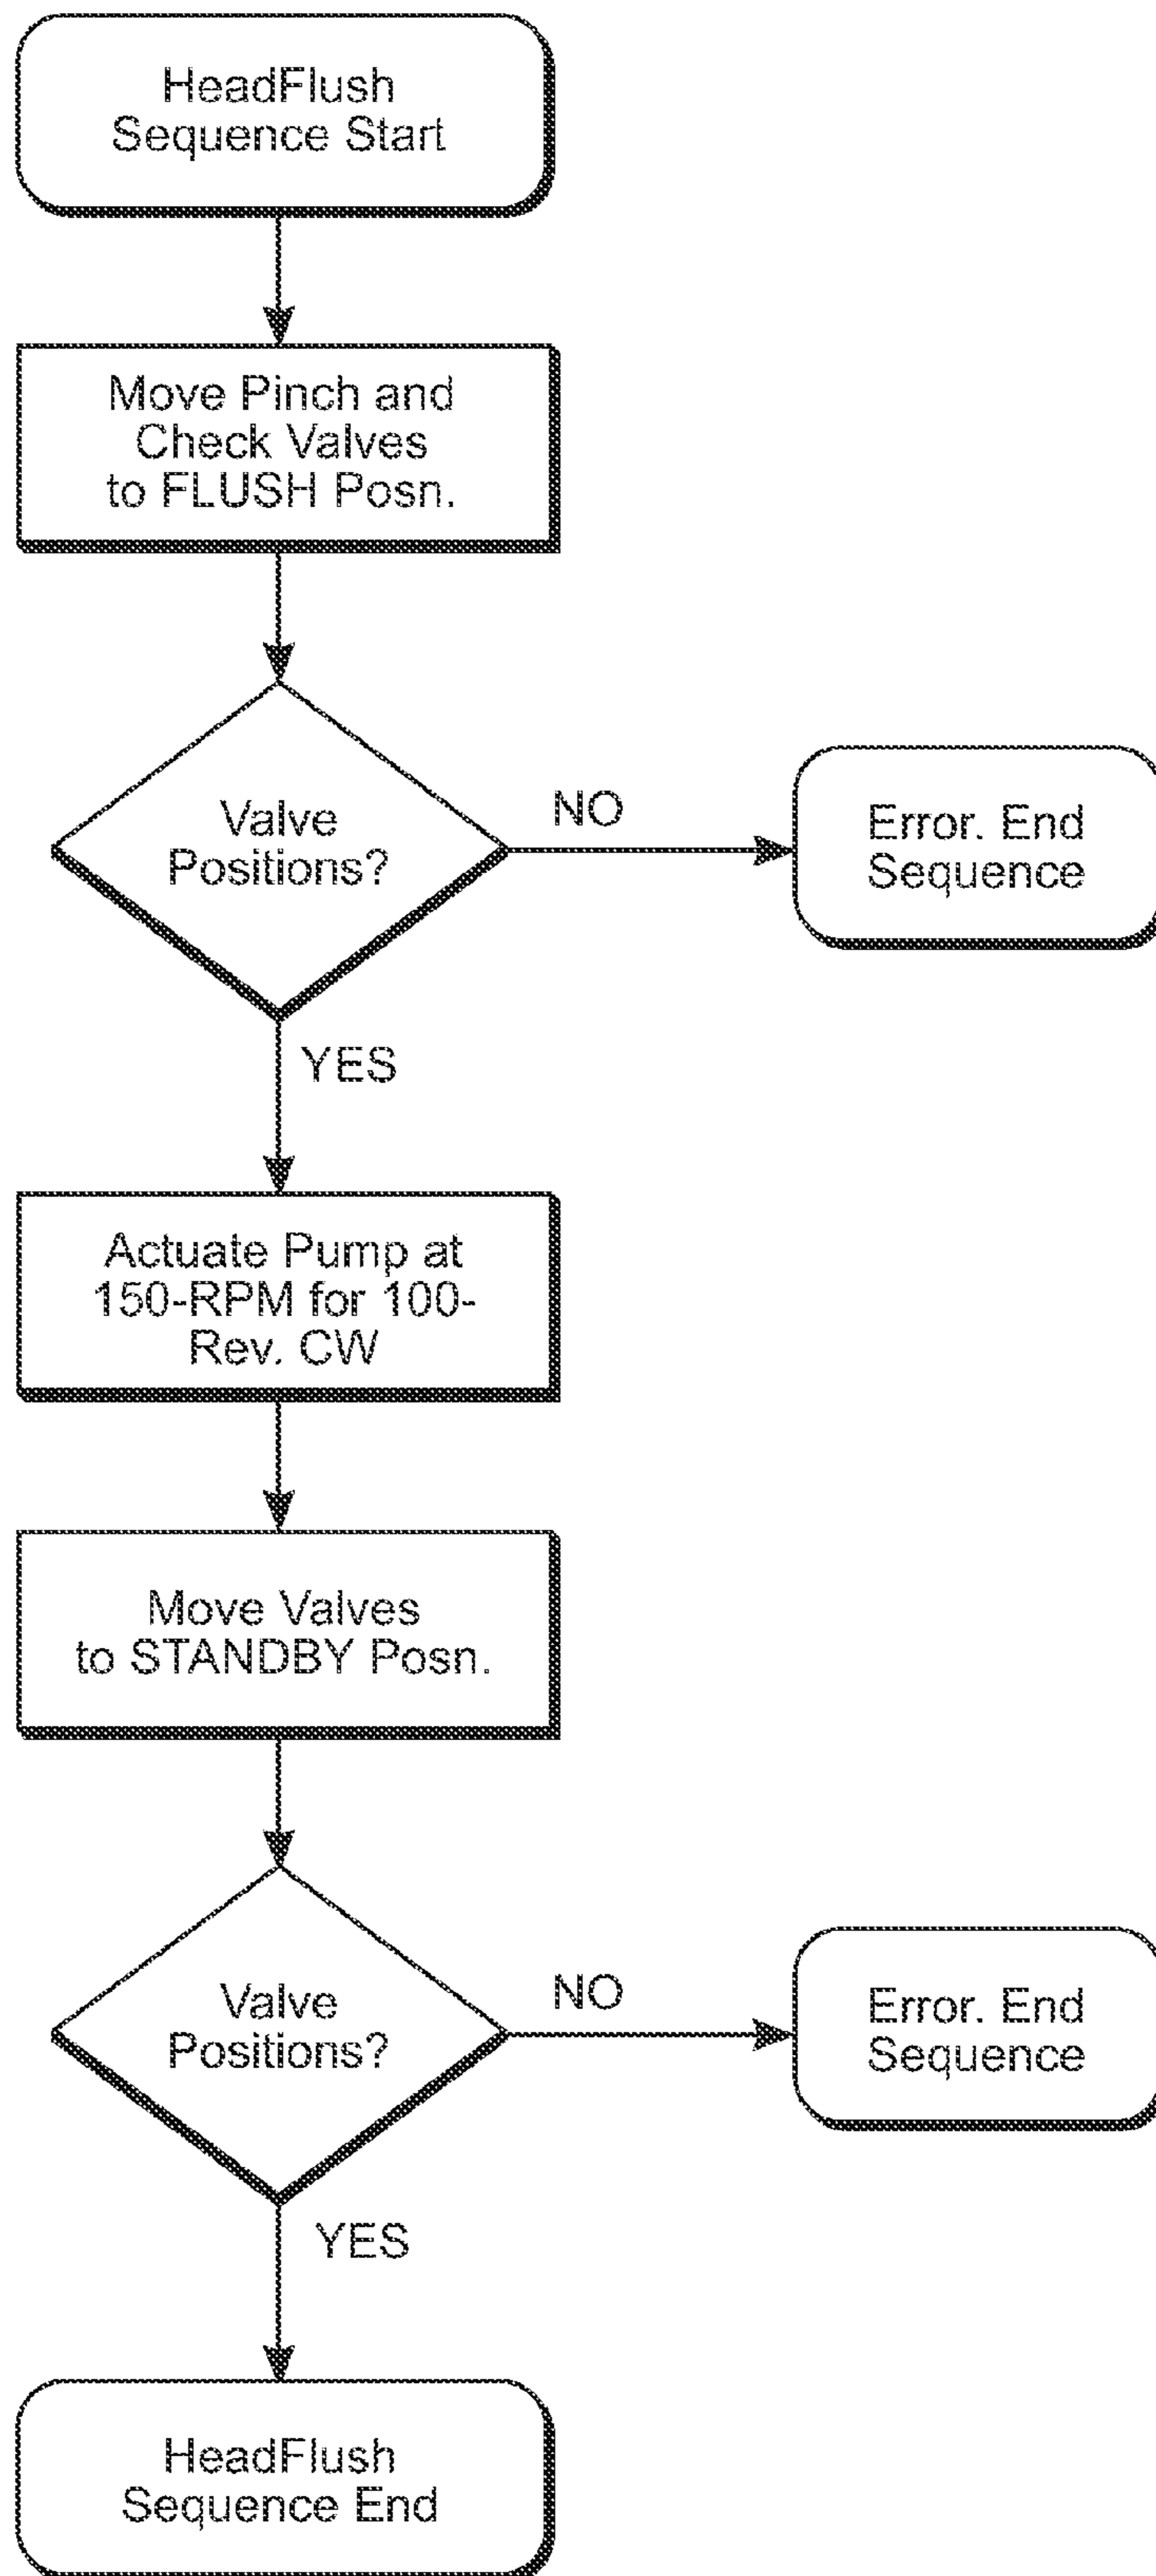 HeadFlush
Sequence Start
Move Pinch and
Check Valves
to FLUSH Posn.
Valve
Positions?
NO
Error. End
Sequence
YES
Actuate Pump at
150-RPM for 100-
Rev. CW
Move Valves
to STANDBY Posn.
Valve
Positions?
NO
Error. End
Sequence
YES
HeadFlush
Sequence End